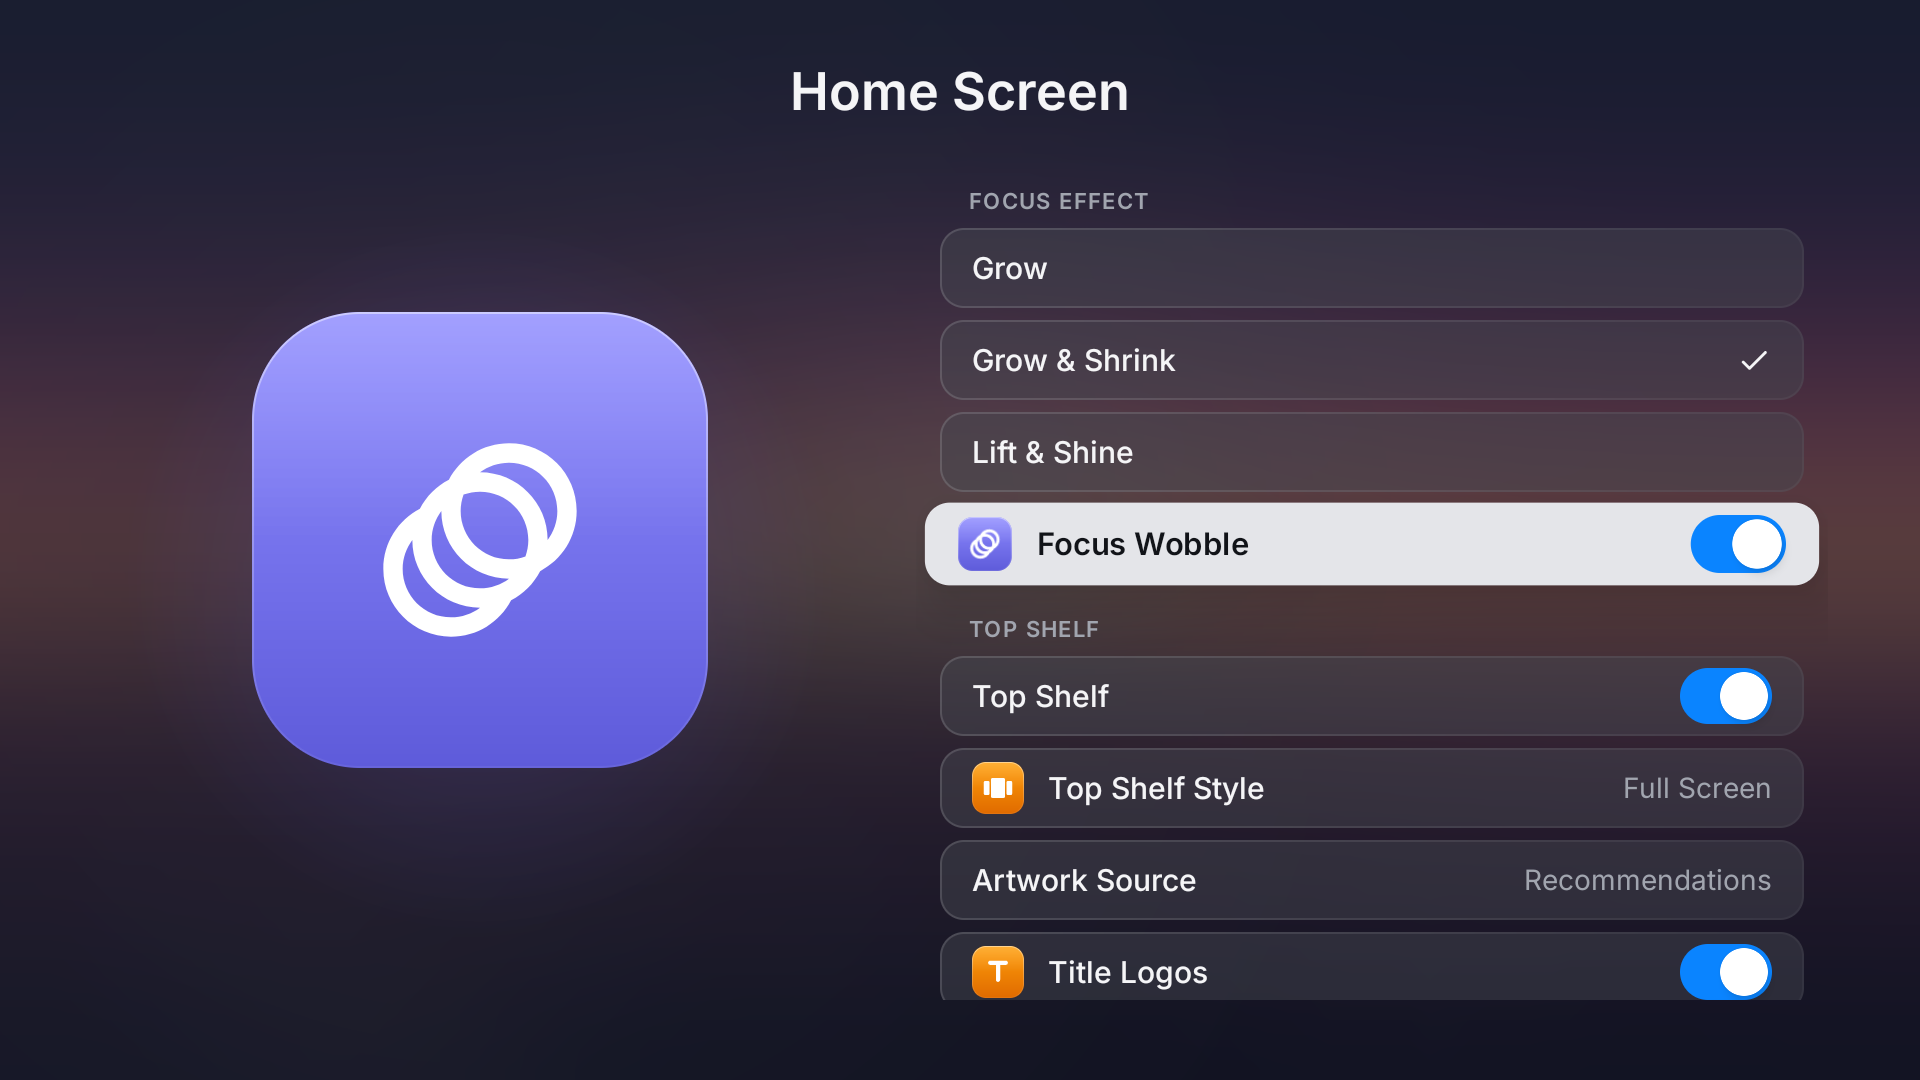 Home Screen
FOCUS EFFECT
Grow
Grow & Shrink
Lift & Shine
Focus Wobble
TOP SHELF
Top Shelf
Top Shelf Style
Full Screen
Artwork Source
Recommendations
T
Title Logos